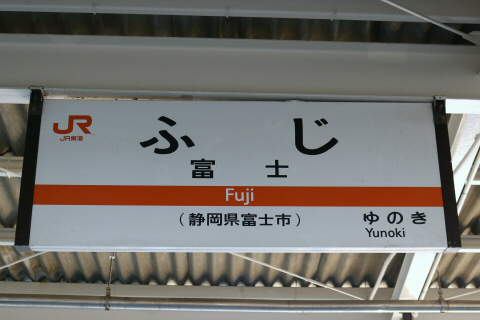 JR
JR東海
ふじ
富士
Fuji
（静岡県富士市）
ゆのき
Yunoki